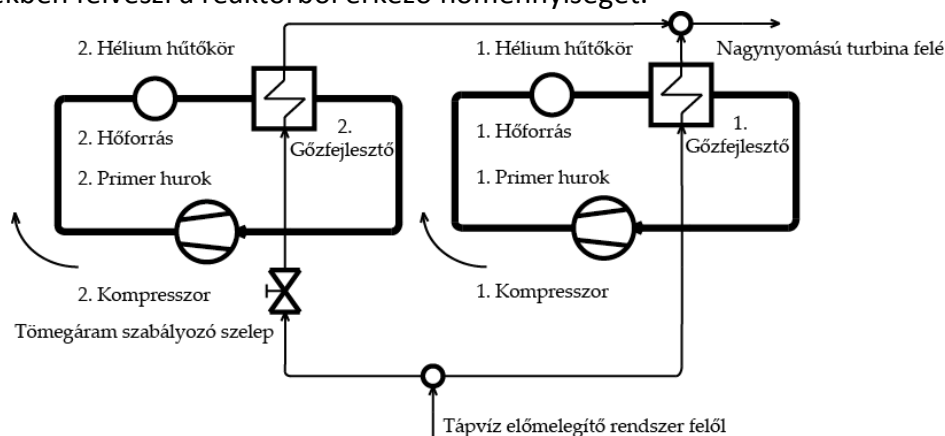 ekben felveszi a reaktorból érkező hőmennyiséget.
2. Hélium hűtőkör
1. Hélium hűtőkör
Nagynyomású turbina felé
2. Hőforrás
2.
Gőzfejlesztő
1. Hőforrás
1.
Gőzfejlesztő
2. Primer hurok
1. Primer hurok
2. Kompresszor
1. Kompresszor
Tömegáram szabályozó szelep
Tápvíz előmelegítő rendszer felől